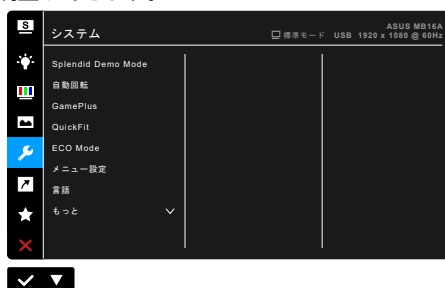 S
システム
標準モード USB 1920 x 1080 @ 60Hz
ASUS MB16A
Splendid Demo Mode
自動回転
GamePlus
QuickFit
ECO Mode
メニュー設定
言語
もっと